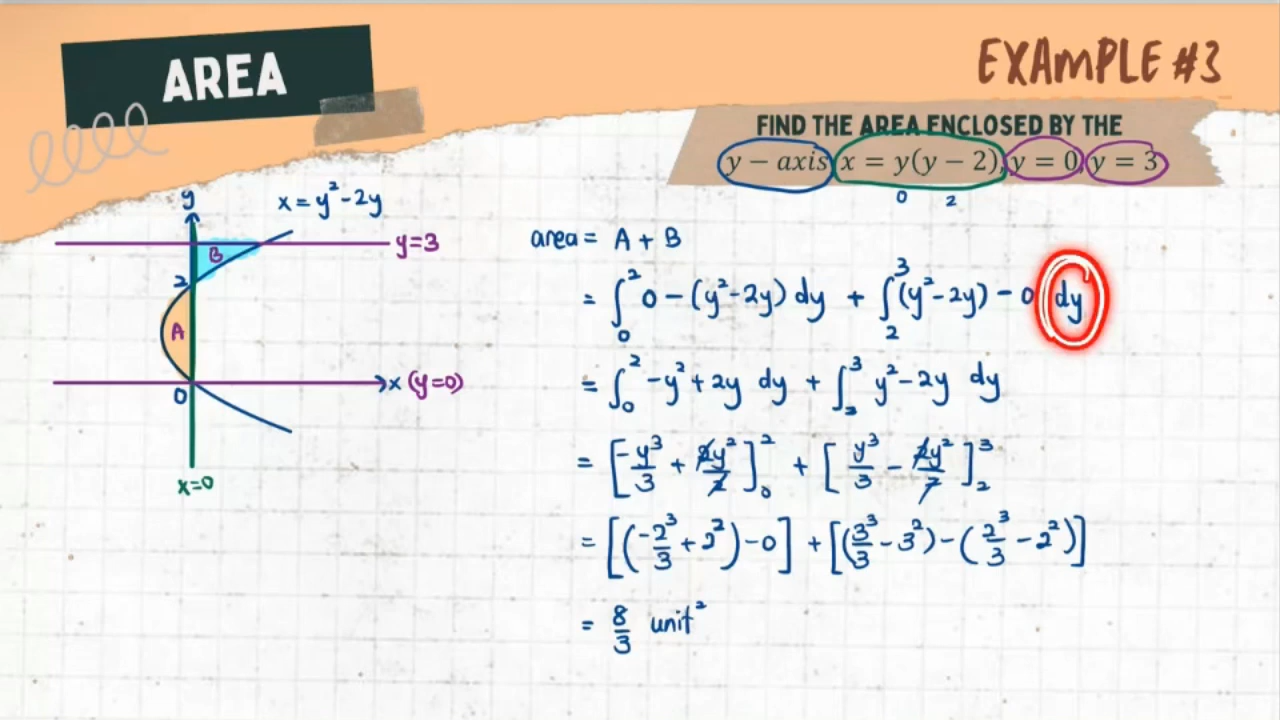 AREA
EXAMPLE #3
FIND THE AREA ENCLOSED BY THE
y − axis, x = y(y − 2), y = 0, y = 3
0 2
y
x = y² - 2y
y=3
B
2
A
0
x (y=0)
x=0
area = A + B
= ∫₀² 0 - (y² - 2y) dy + ∫₂³ (y² - 2y) - 0 dy
= ∫₀² -y² + 2y dy + ∫₃³ y² - 2y dy
= [-y³/3 + 2y²/2]₀² + [y³/3 - 2y²/2]₂³
= [(-2³/3 + 2²) - 0] + [(3³/3 - 3²) - (2³/3 - 2²)]
= 8/3 unit²